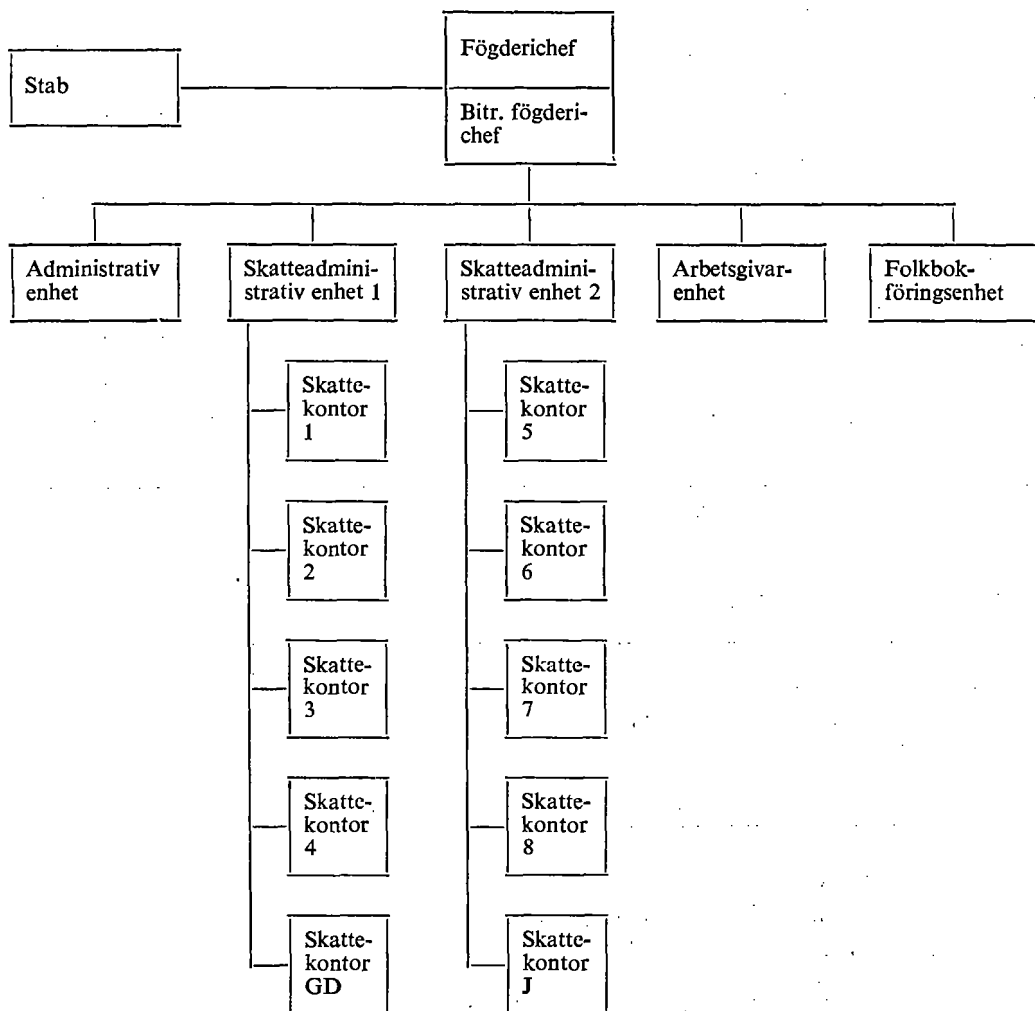 Stab
Fögderichef
Bitr. fögderi-
chef
Administrativ
enhet
Skatteadmini-
strativ enhet 1
Skatteadmini-
strativ enhet 2
Arbetsgivar-
enhet
Folkbok-
föringsenhet
Skatte-
kontor
1
Skatte-
kontor
2
Skatte-
kontor
3
Skatte-
kontor
4
Skatte-
kontor
GD
Skatte-
kontor
5
Skatte-
kontor
6
Skatte-
kontor
7
Skatte-
kontor
8
Skatte-
kontor
J